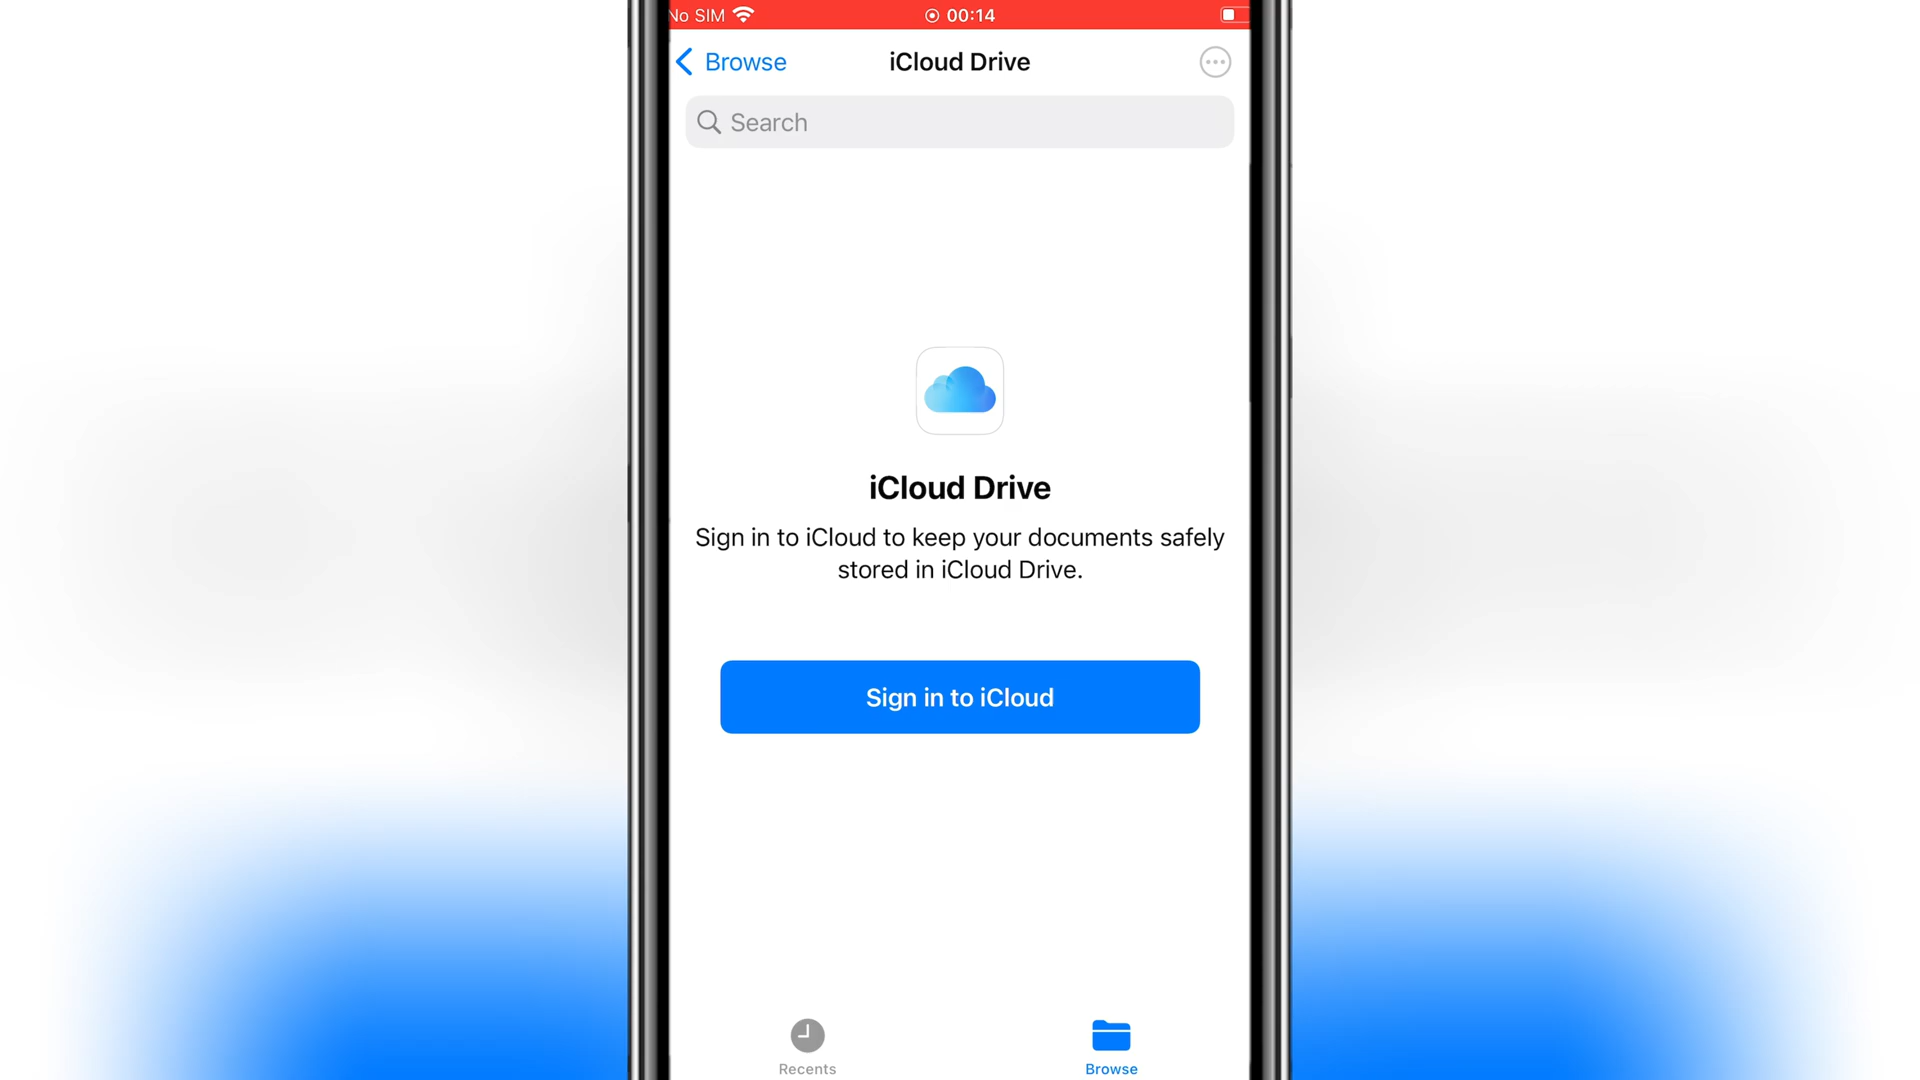 No SIM 00:14
Browse iCloud Drive
Search
iCloud Drive
Sign in to iCloud to keep your documents safely
stored in iCloud Drive.
Sign in to iCloud
Recents Browse